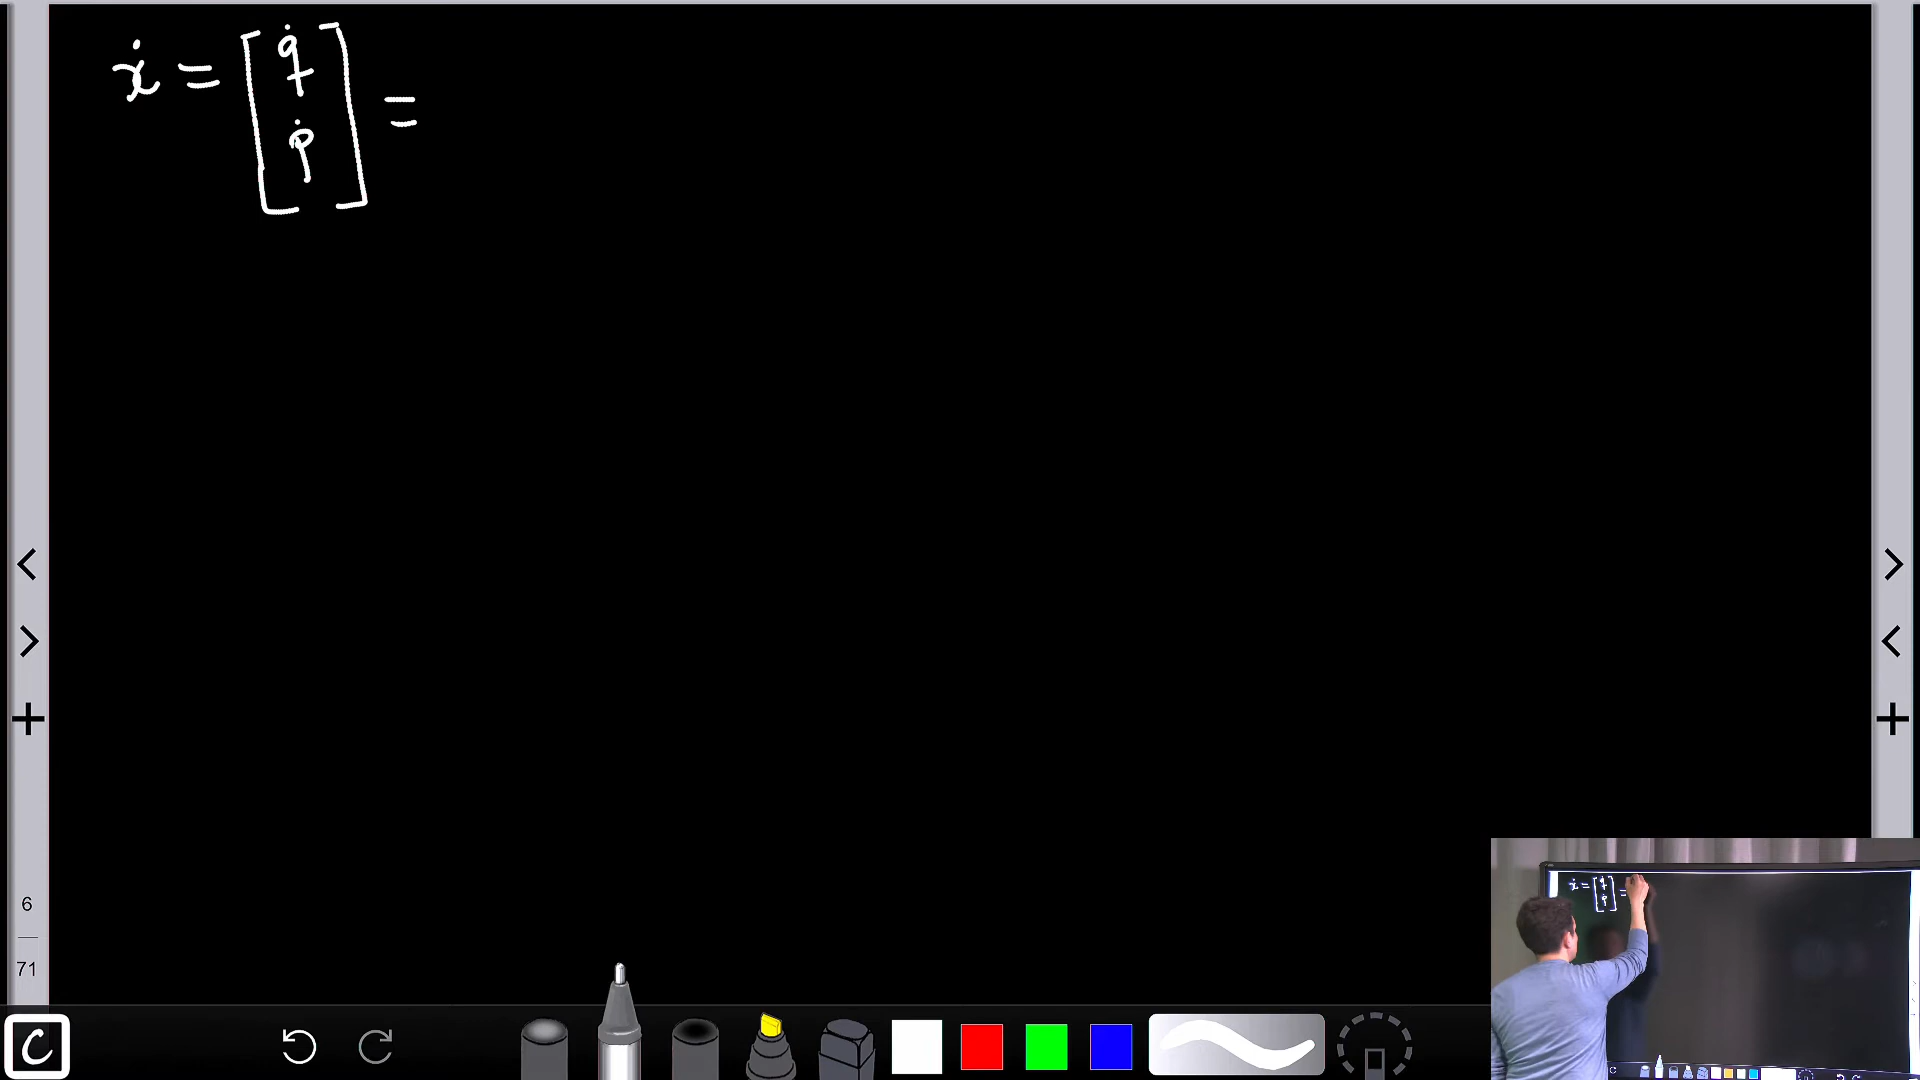 ẋ = [ q̇ ṗ ] =
6
71